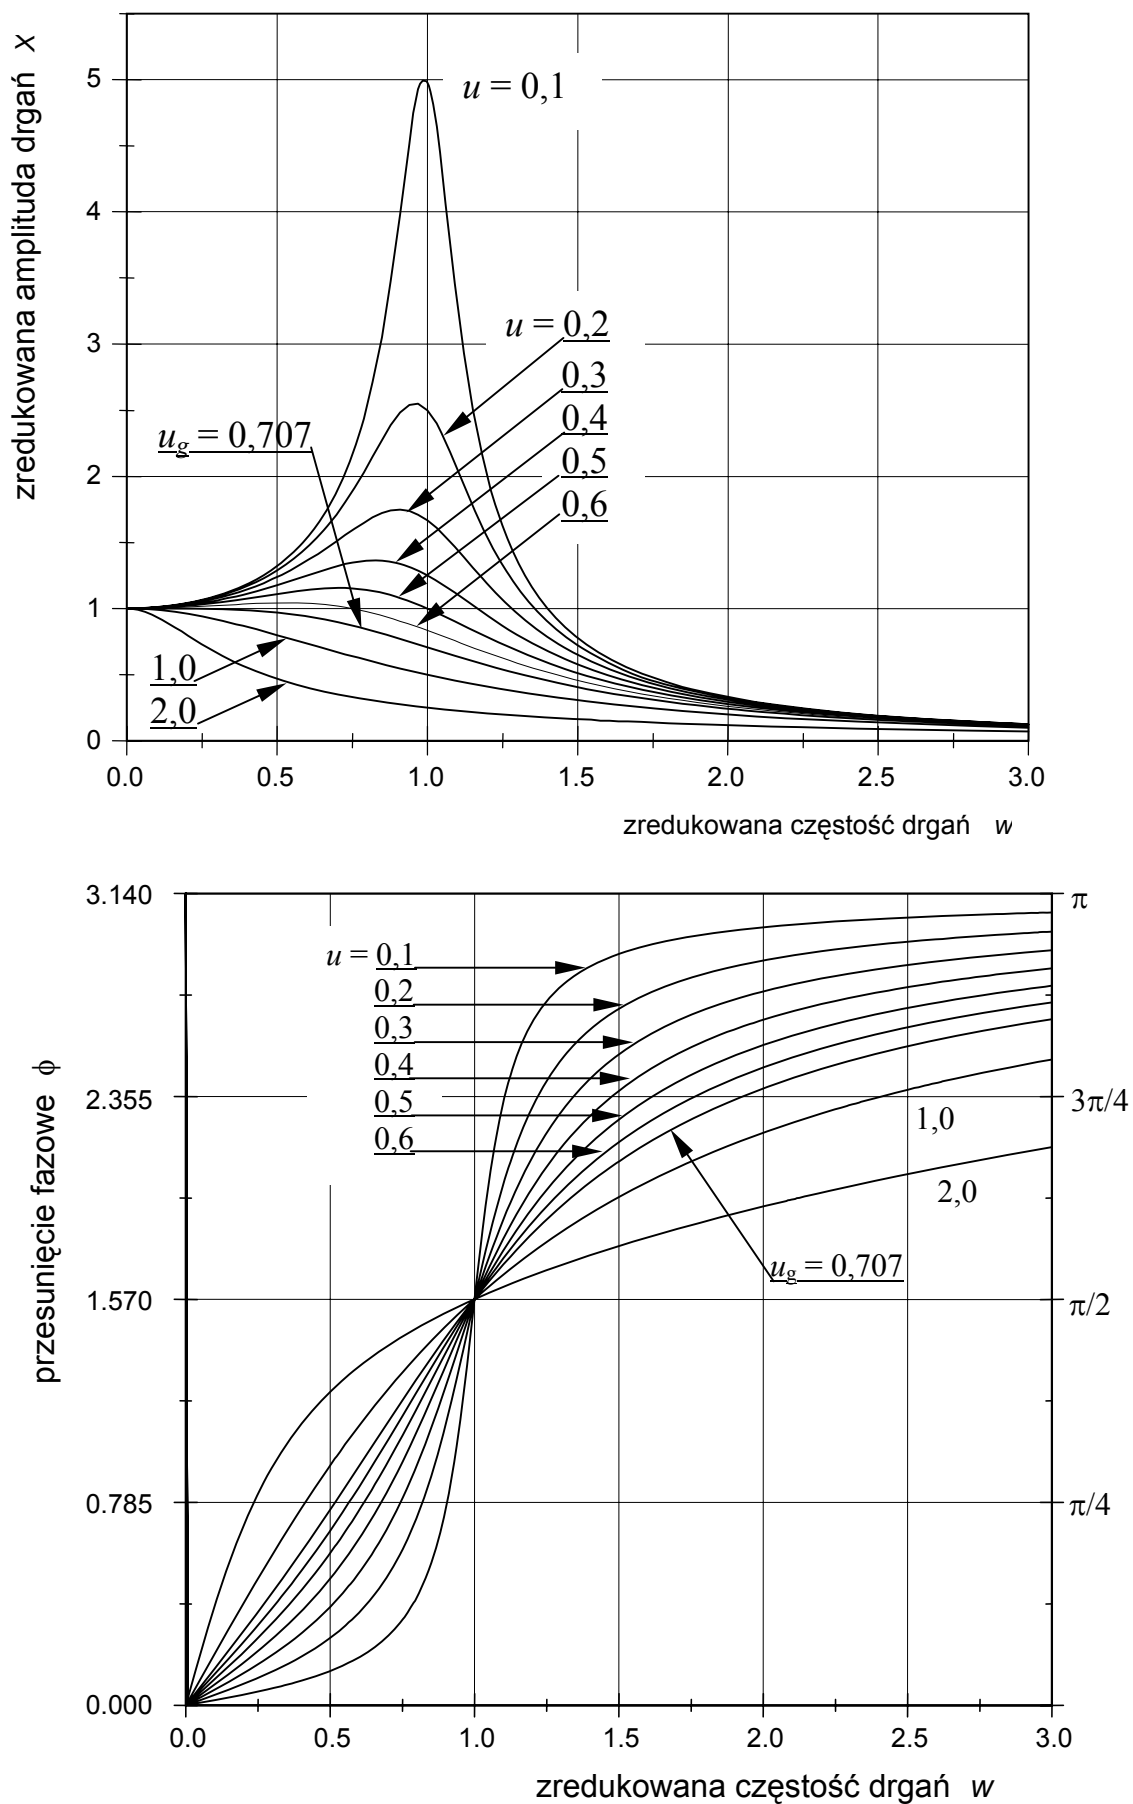 zredukowana amplituda drgań X
5
4
3
2
1
0
u = 0,1
u = 0,2
0,3
0,4
0,5
0,6
u_g = 0,707
1,0
2,0
0.0 0.5 1.0 1.5 2.0 2.5 3.0
zredukowana częstość drgań w
przesunięcie fazowe ϕ
3.140
2.355
1.570
0.785
0.000
π
3π/4
π/2
π/4
u = 0,1
0,2
0,3
0,4
0,5
0,6
1,0
2,0
u_g = 0,707
0.0 0.5 1.0 1.5 2.0 2.5 3.0
zredukowana częstość drgań w